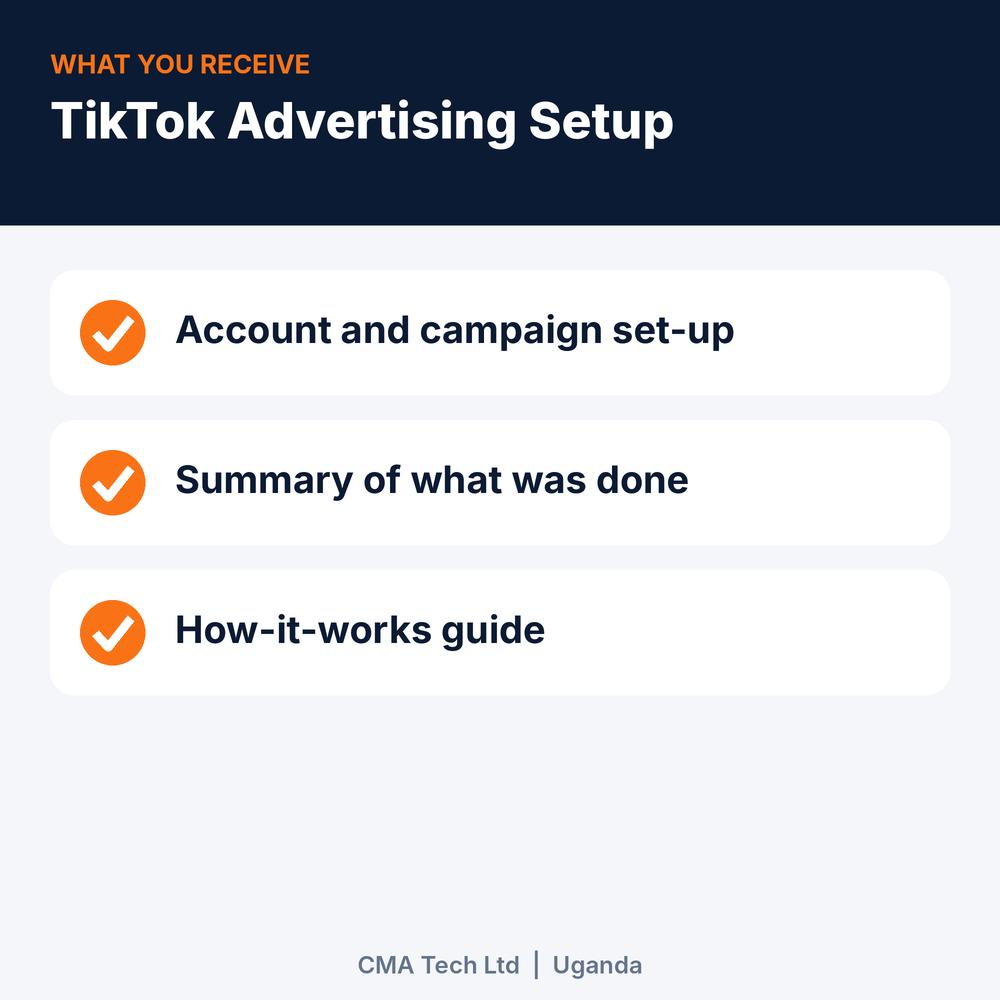 WHAT YOU RECEIVE
TikTok Advertising Setup
Account and campaign set-up
Summary of what was done
How-it-works guide
CMA Tech Ltd | Uganda